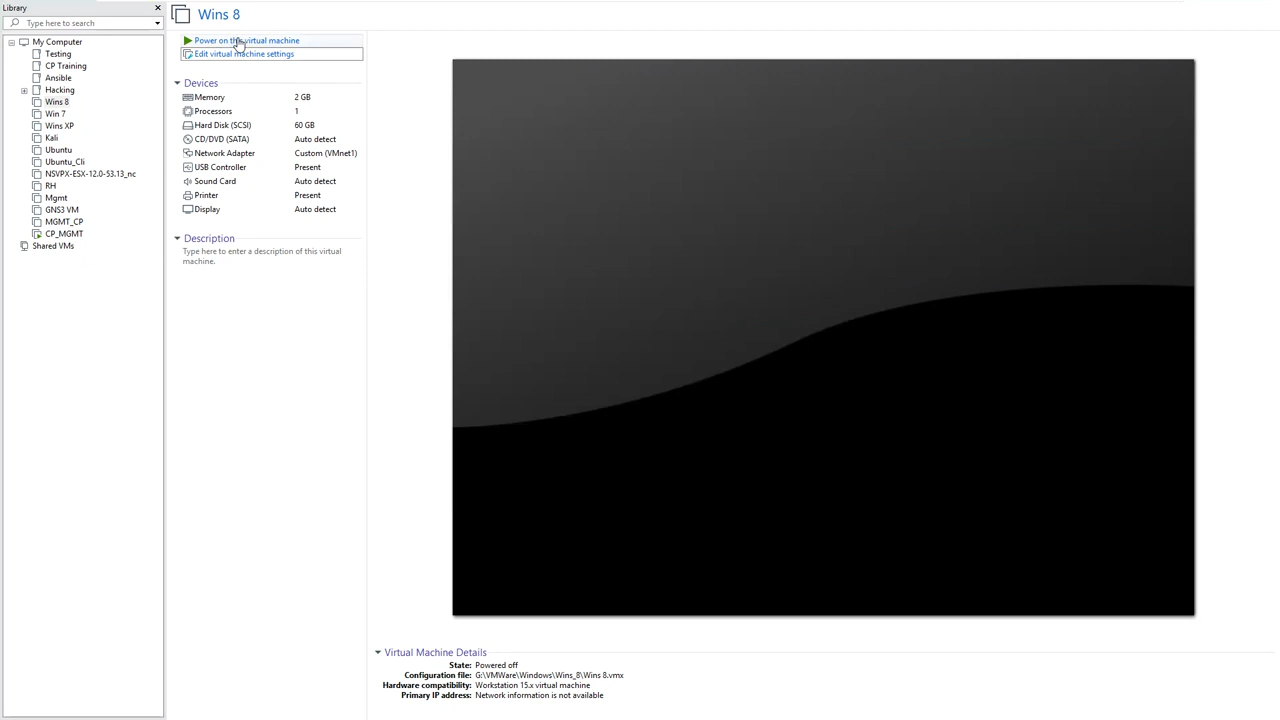 Library
Type here to search
My Computer
Testing
CP Training
Ansible
Hacking
Wins 8
Win 7
Wins XP
Kali
Ubuntu
Ubuntu_Cli
NSVPX-ESX-12.0-53.13_nc
RH
Mgmt
GNS3 VM
MGMT_CP
CP_MGMT
Shared VMs
Wins 8
Power on this virtual machine
Edit virtual machine settings
Devices
Memory 2 GB
Processors 1
Hard Disk (SCSI) 60 GB
CD/DVD (SATA) Auto detect
Network Adapter Custom (VMnet1)
USB Controller Present
Sound Card Auto detect
Printer Present
Display Auto detect
Description
Type here to enter a description of this virtual
machine.
Virtual Machine Details
State: Powered off
Configuration file: G:\VMWare\Windows\Wins_8\Wins 8.vmx
Hardware compatibility: Workstation 15.x virtual machine
Primary IP address: Network information is not available